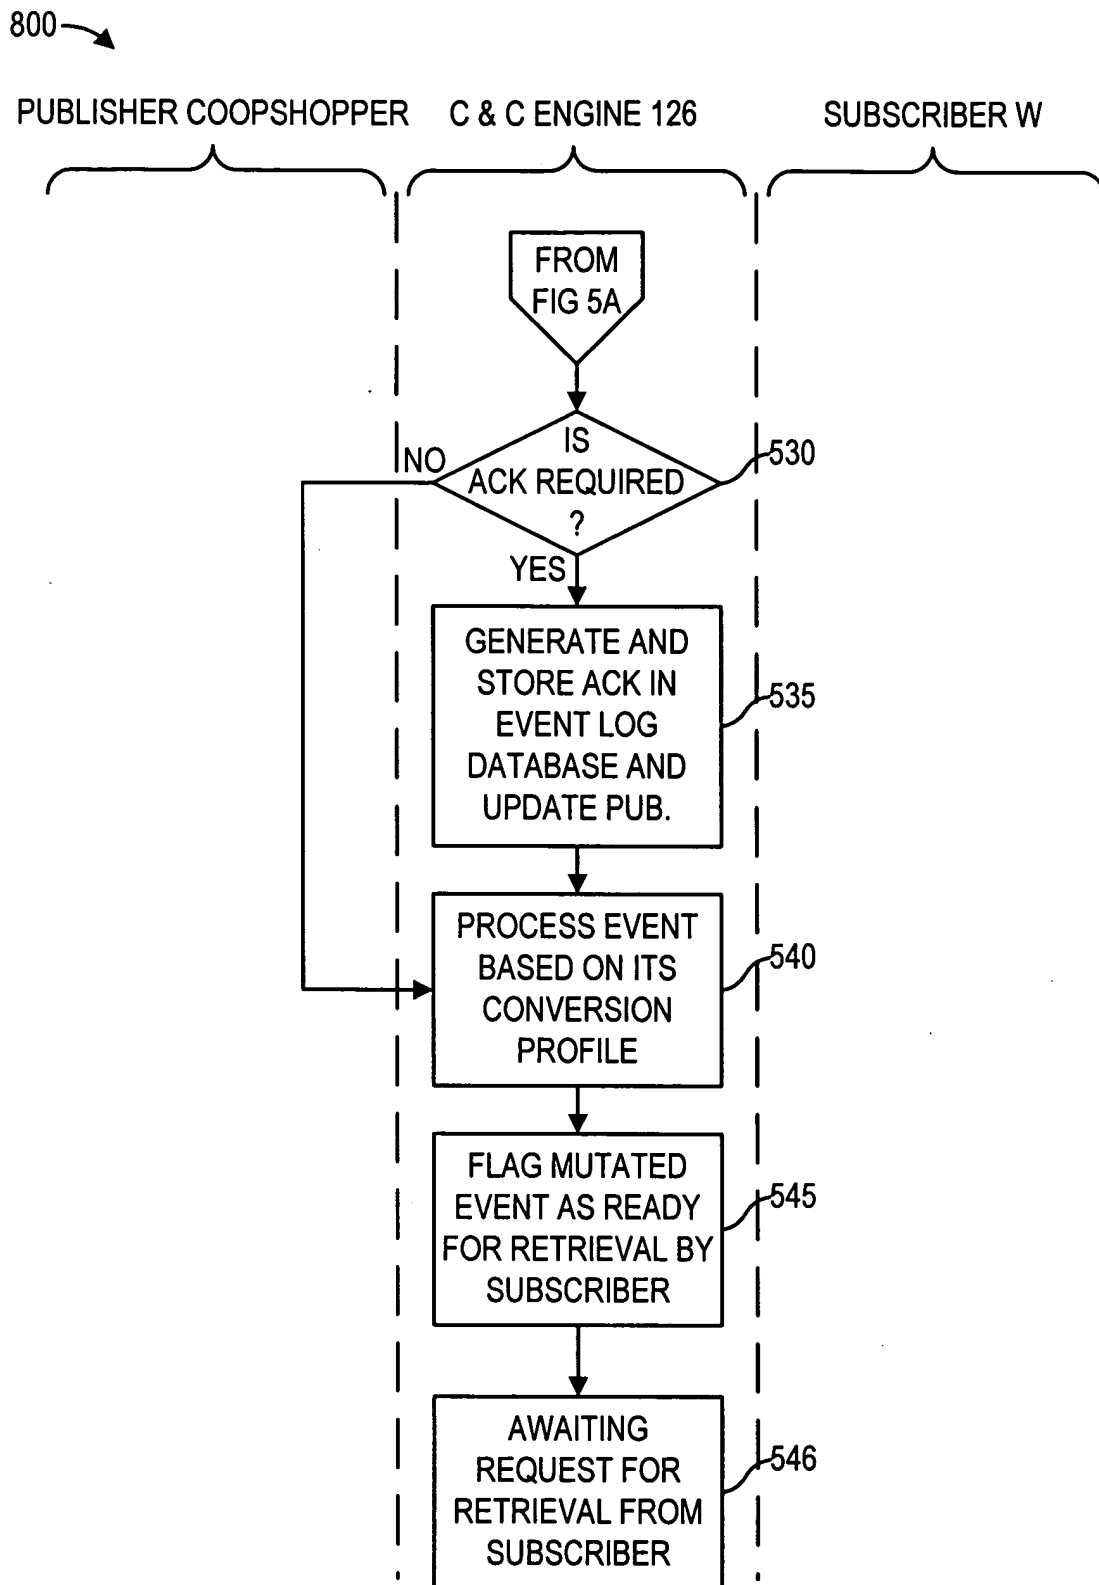 800
PUBLISHER COOPSHOPPER
C & C ENGINE 126
SUBSCRIBER W
FROM
FIG 5A
IS
ACK REQUIRED
?
NO
530
YES
GENERATE AND
STORE ACK IN
EVENT LOG
DATABASE AND
UPDATE PUB.
535
PROCESS EVENT
BASED ON ITS
CONVERSION
PROFILE
540
FLAG MUTATED
EVENT AS READY
FOR RETRIEVAL BY
SUBSCRIBER
545
AWAITING
REQUEST FOR
RETRIEVAL FROM
SUBSCRIBER
546